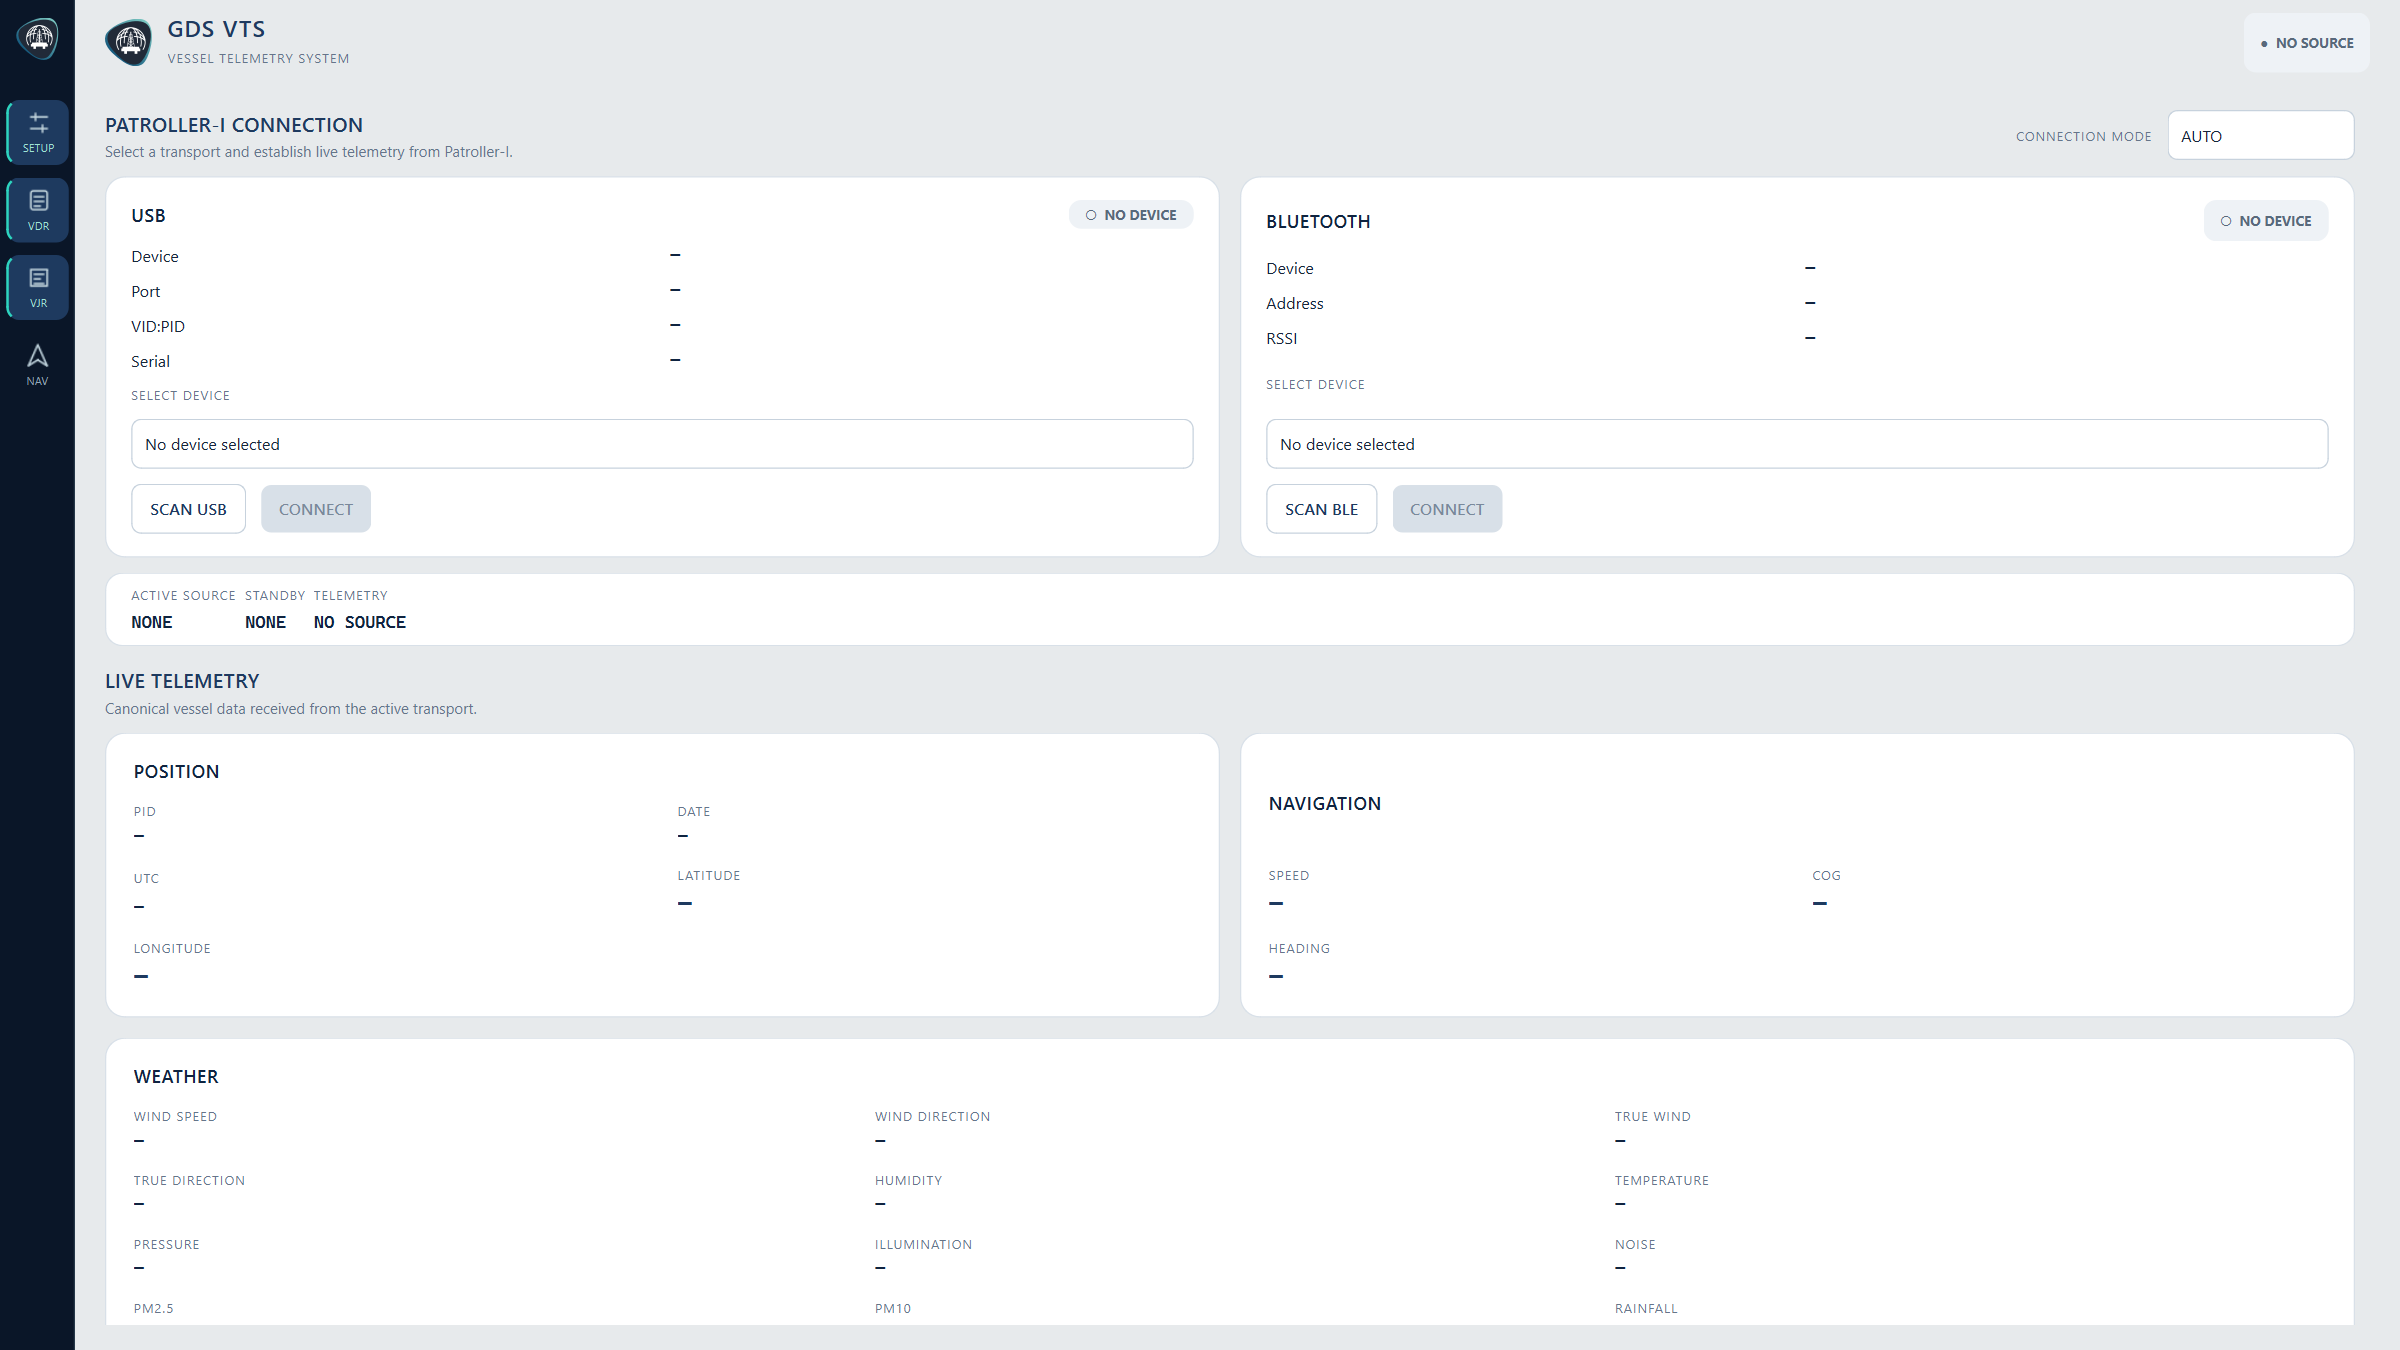 GDS VTS
VESSEL TELEMETRY SYSTEM
NO SOURCE
SETUP
VDR
VJR
NAV
PATROLLER-I CONNECTION
Select a transport and establish live telemetry from Patroller-I.
CONNECTION MODE
AUTO
USB
NO DEVICE
Device –
Port –
VID:PID –
Serial –
SELECT DEVICE
No device selected
SCAN USB
CONNECT
BLUETOOTH
NO DEVICE
Device –
Address –
RSSI –
SELECT DEVICE
No device selected
SCAN BLE
CONNECT
ACTIVE SOURCE STANDBY TELEMETRY
NONE NONE NO SOURCE
LIVE TELEMETRY
Canonical vessel data received from the active transport.
POSITION
PID DATE
– –
UTC LATITUDE
– –
LONGITUDE
–
NAVIGATION
SPEED COG
– –
HEADING
–
WEATHER
WIND SPEED WIND DIRECTION TRUE WIND
– – –
TRUE DIRECTION HUMIDITY TEMPERATURE
– – –
PRESSURE ILLUMINATION NOISE
– – –
PM2.5 PM10 RAINFALL